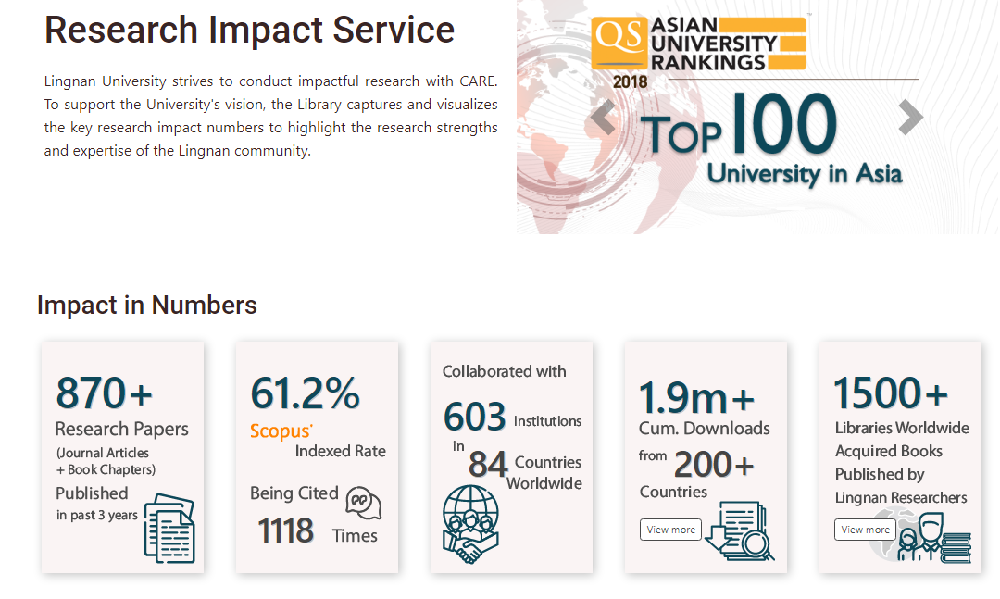 Research Impact Service
Lingnan University strives to conduct impactful research with CARE.
To support the University's vision, the Library captures and visualizes
the key research impact numbers to highlight the research strengths
and expertise of the Lingnan community.
QS
ASIAN
UNIVERSITY
RANKINGS
™
2018
TOP 100
University in Asia
Impact in Numbers
870+
Research Papers
(Journal Articles
+ Book Chapters)
Published
in past 3 years
61.2%
Scopus®
Indexed Rate
Being Cited
1118 Times
Collaborated with
603 Institutions
in
84 Countries
Worldwide
1.9m+
Cum. Downloads
from 200+
Countries
View more
1500+
Libraries Worldwide
Acquired Books
Published by
Lingnan Researchers
View more